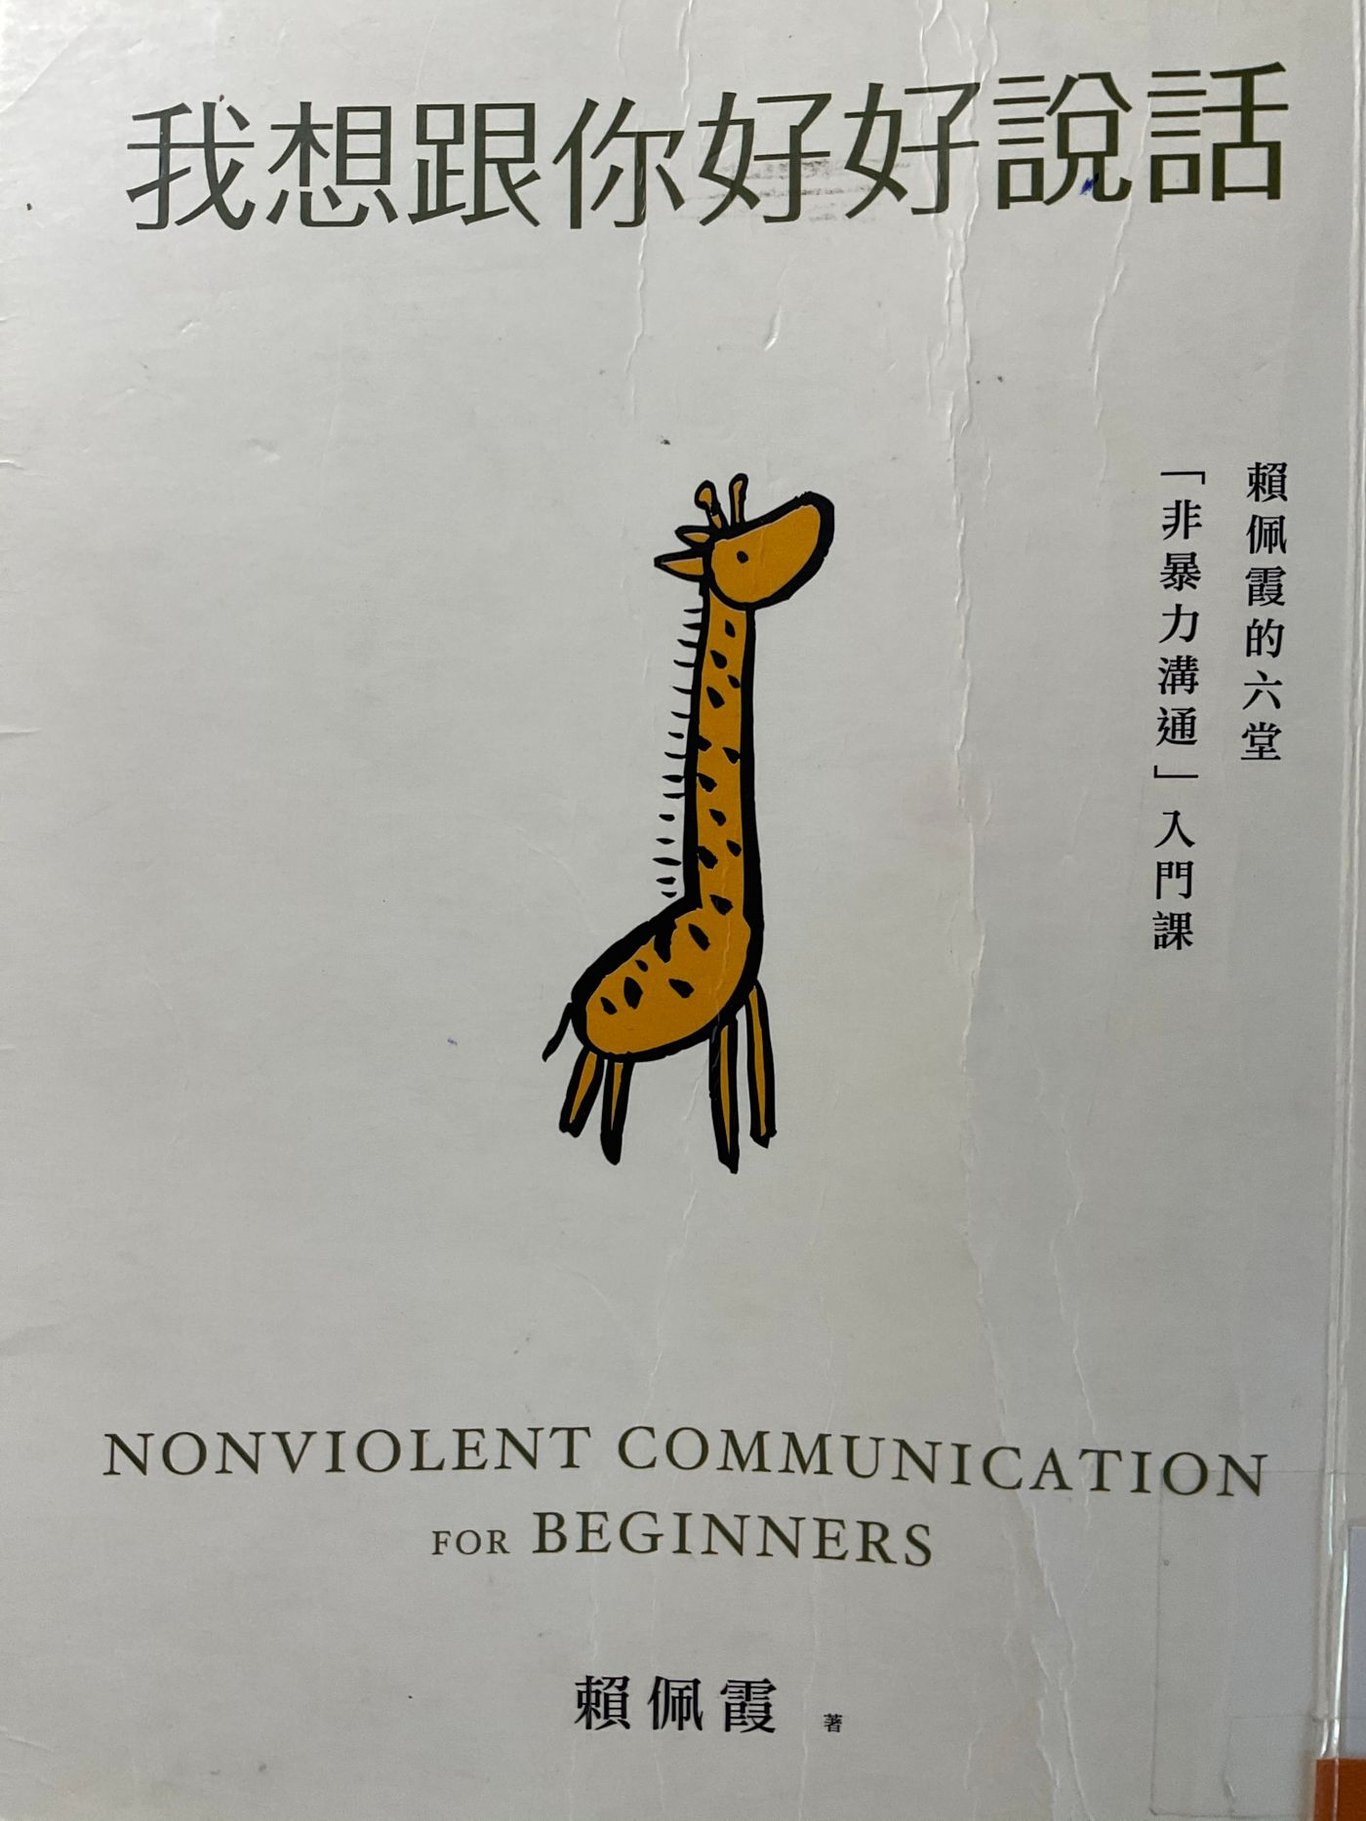 我想跟你好好說話
賴佩霞的六堂
「非暴力溝通」入門課
NONVIOLENT COMMUNICATION
FOR BEGINNERS
賴佩霞 著